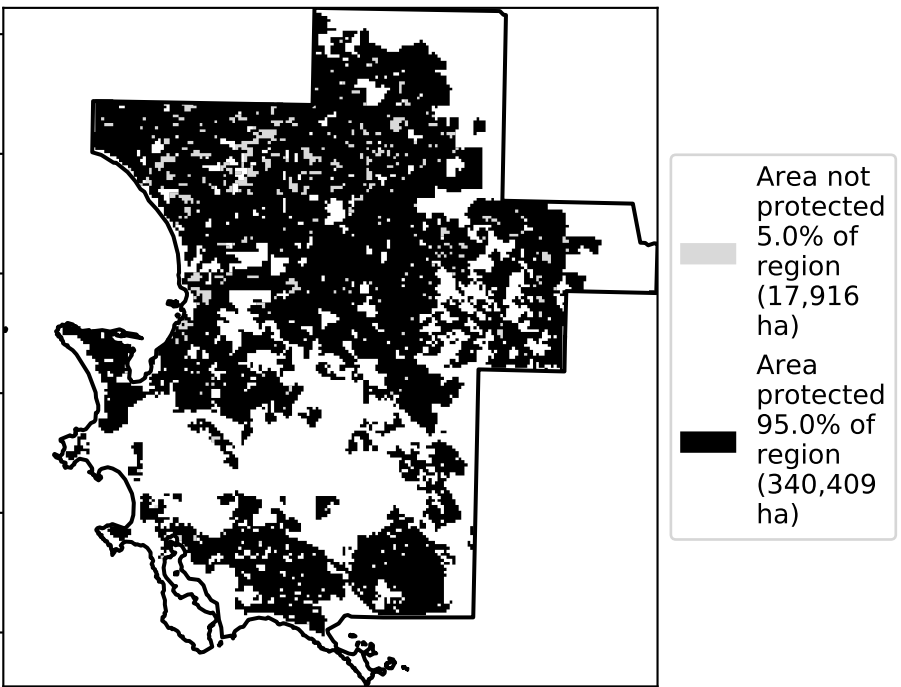 Area not
protected
5.0% of
region
(17,916
ha)
Area
protected
95.0% of
region
(340,409
ha)